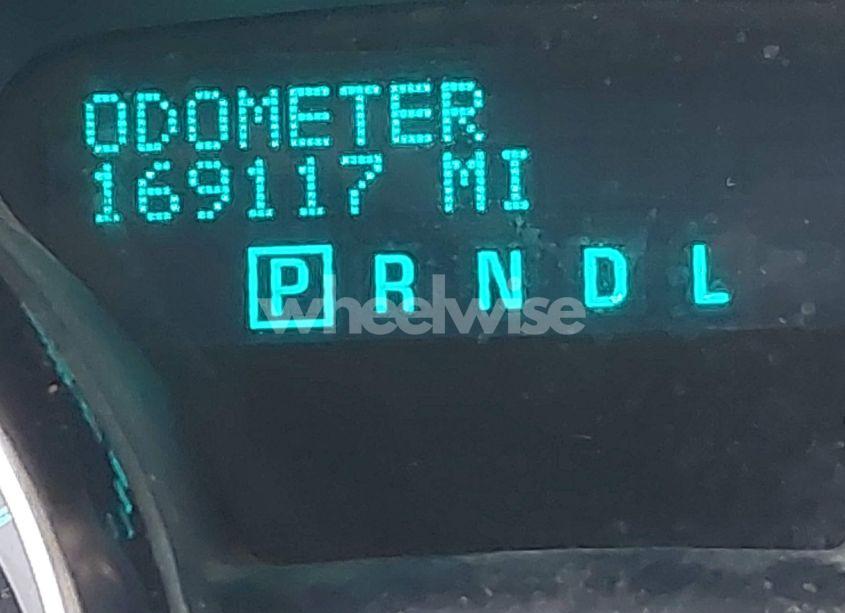 ODOMETER
169117 MI
P R N D L
wheelwise